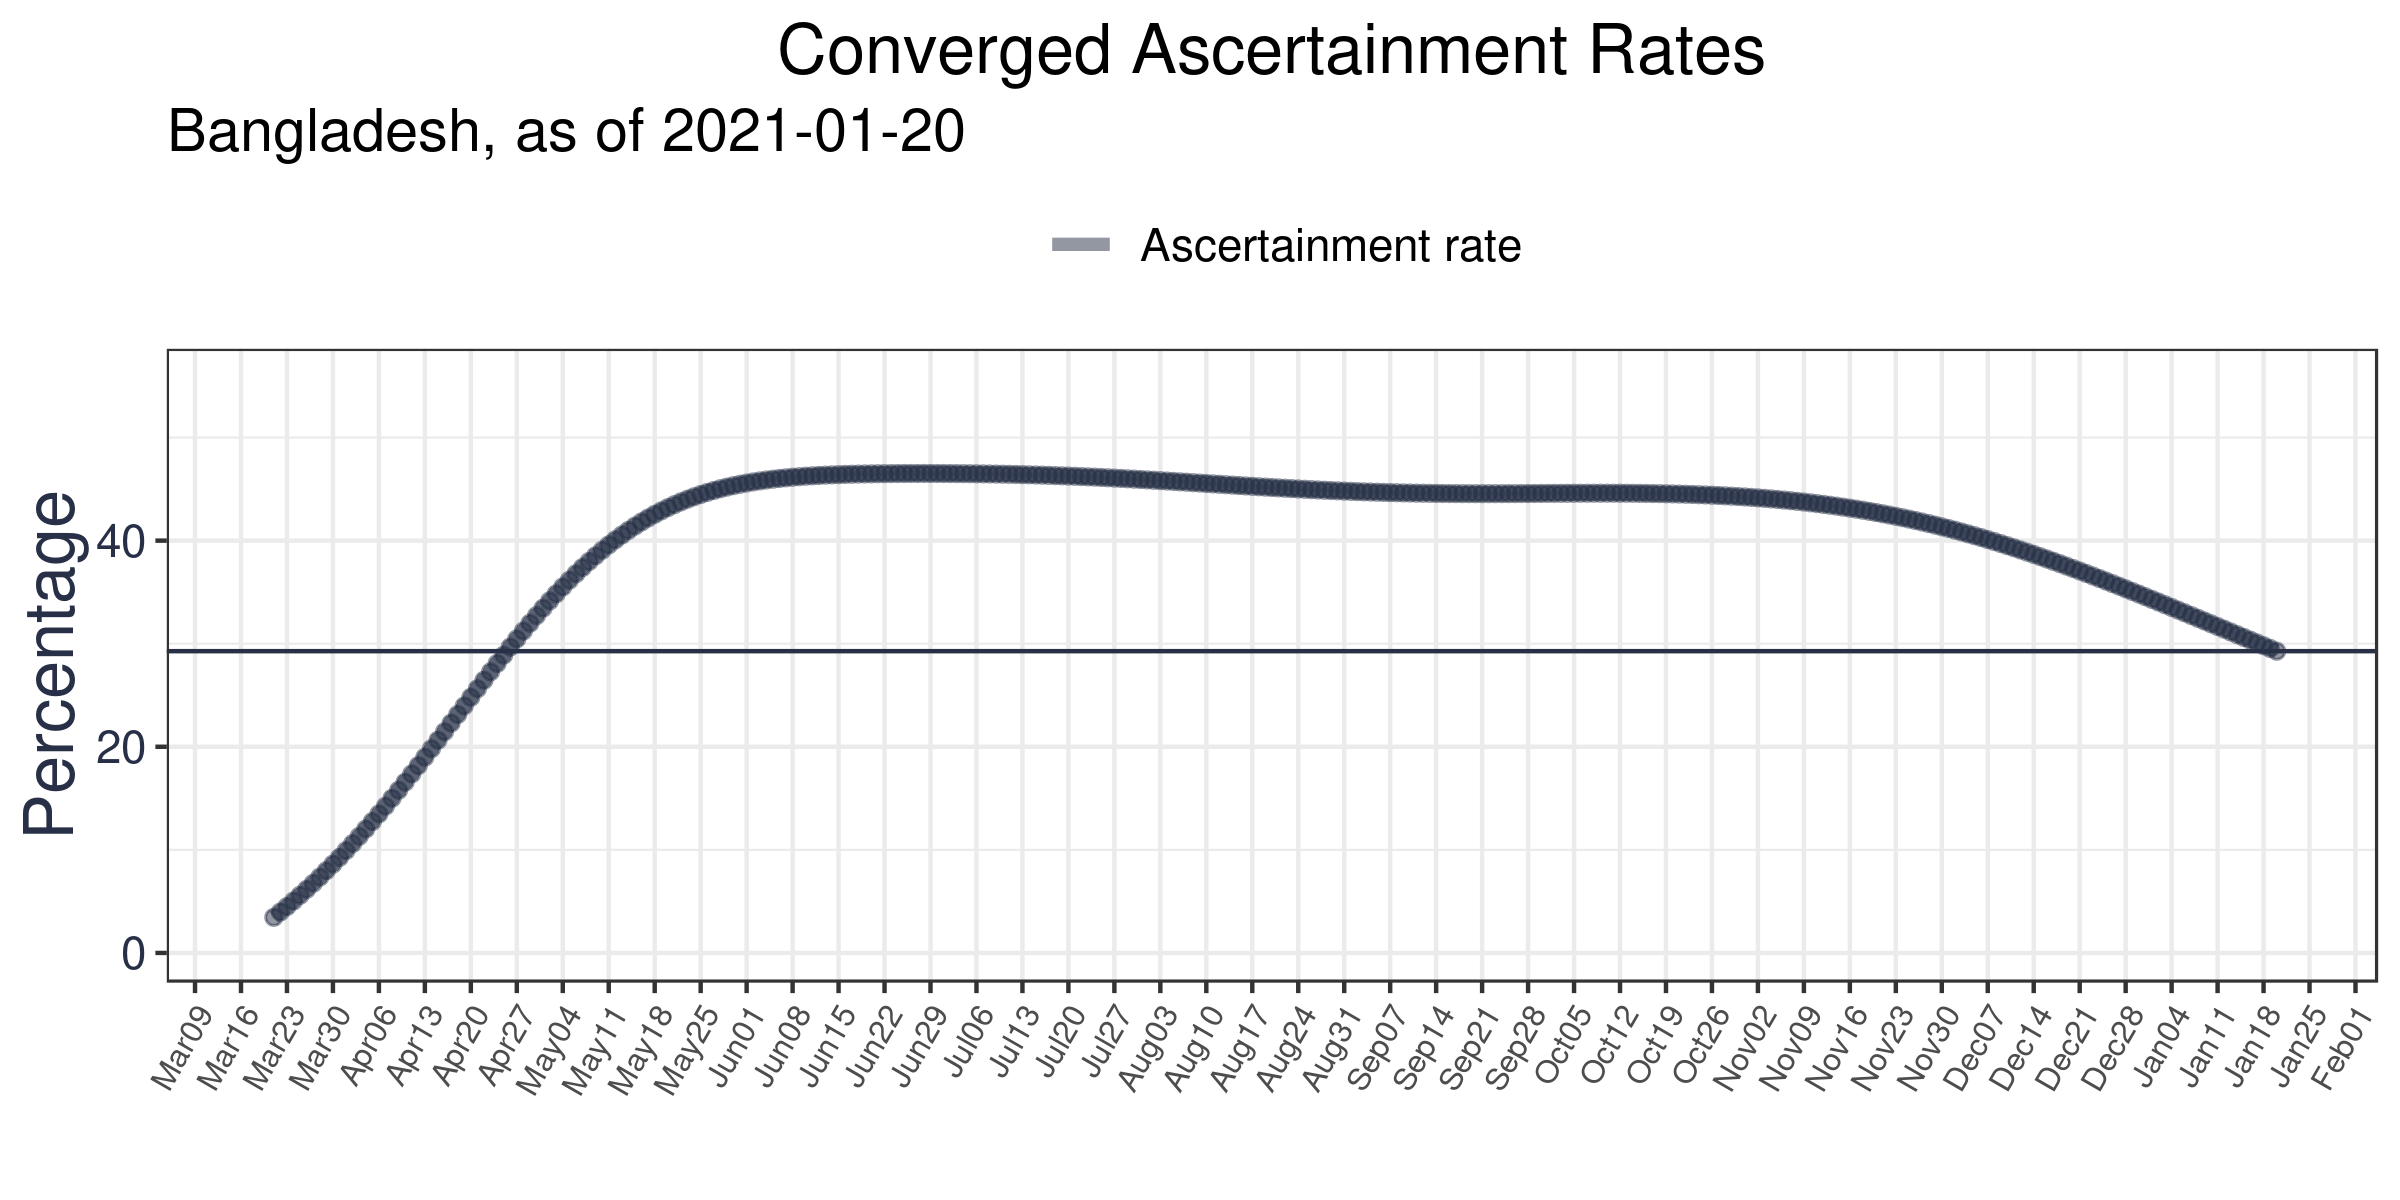 Converged Ascertainment Rates
Bangladesh, as of 2021-01-20
Ascertainment rate
Percentage
40
20
0
Mar09
Mar16
Mar23
Mar30
Apr06
Apr13
Apr20
Apr27
May04
May11
May18
May25
Jun01
Jun08
Jun15
Jun22
Jun29
Jul06
Jul13
Jul20
Jul27
Aug03
Aug10
Aug17
Aug24
Aug31
Sep07
Sep14
Sep21
Sep28
Oct05
Oct12
Oct19
Oct26
Nov02
Nov09
Nov16
Nov23
Nov30
Dec07
Dec14
Dec21
Dec28
Jan04
Jan11
Jan18
Jan25
Feb01